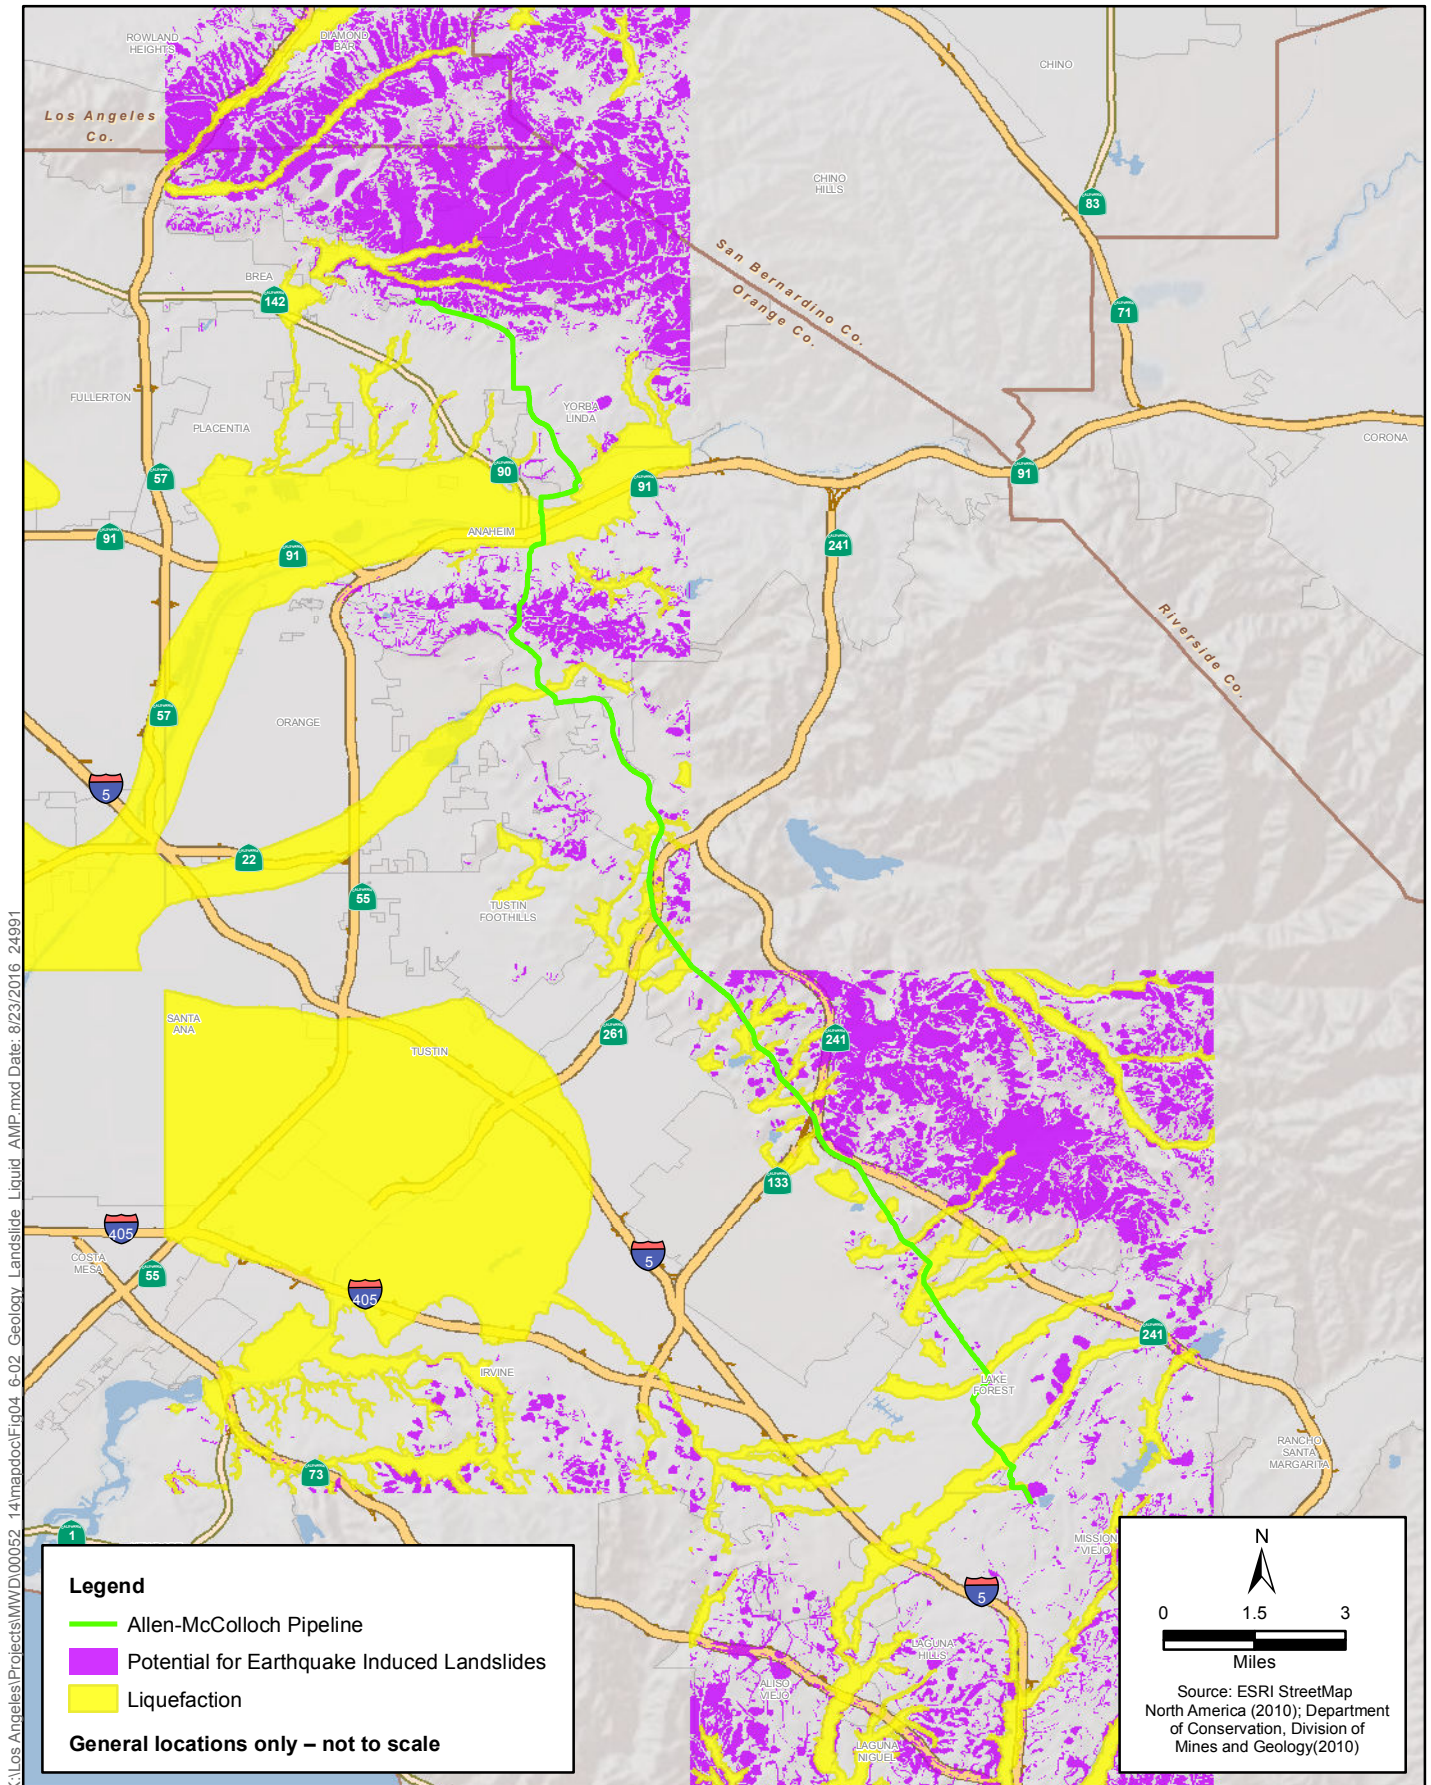 ROWLAND
HEIGHTS
DIAMOND
BAR
CHINO
Los Angeles
Co.
CHINO
HILLS
83
San Bernardino Co.
Orange Co.
BREA
142
71
FULLERTON
YORBA
LINDA
PLACENTIA
CORONA
57
90
91
91
91
91
ANAHEIM
241
Riverside Co.
57
ORANGE
5
22
55
TUSTIN
FOOTHILLS
SANTA
ANA
TUSTIN
261
241
133
405
COSTA
MESA
55
5
405
241
IRVINE
LAKE
FOREST
RANCHO
SANTA
MARGARITA
73
1
MISSION
VIEJO
5
LAGUNA
HILLS
ALISO
VIEJO
LAGUNA
NIGUEL
Legend
Allen-McColloch Pipeline
Potential for Earthquake Induced Landslides
Liquefaction
General locations only – not to scale
N
0 1.5 3
Miles
Source: ESRI StreetMap
North America (2010); Department
of Conservation, Division of
Mines and Geology(2010)
K:\Los Angeles\Projects\MWD\00052_14\mapdoc\Fig04_6-02_Geology_Landslide_Liquid_AMP.mxd Date: 8/23/2016 24991